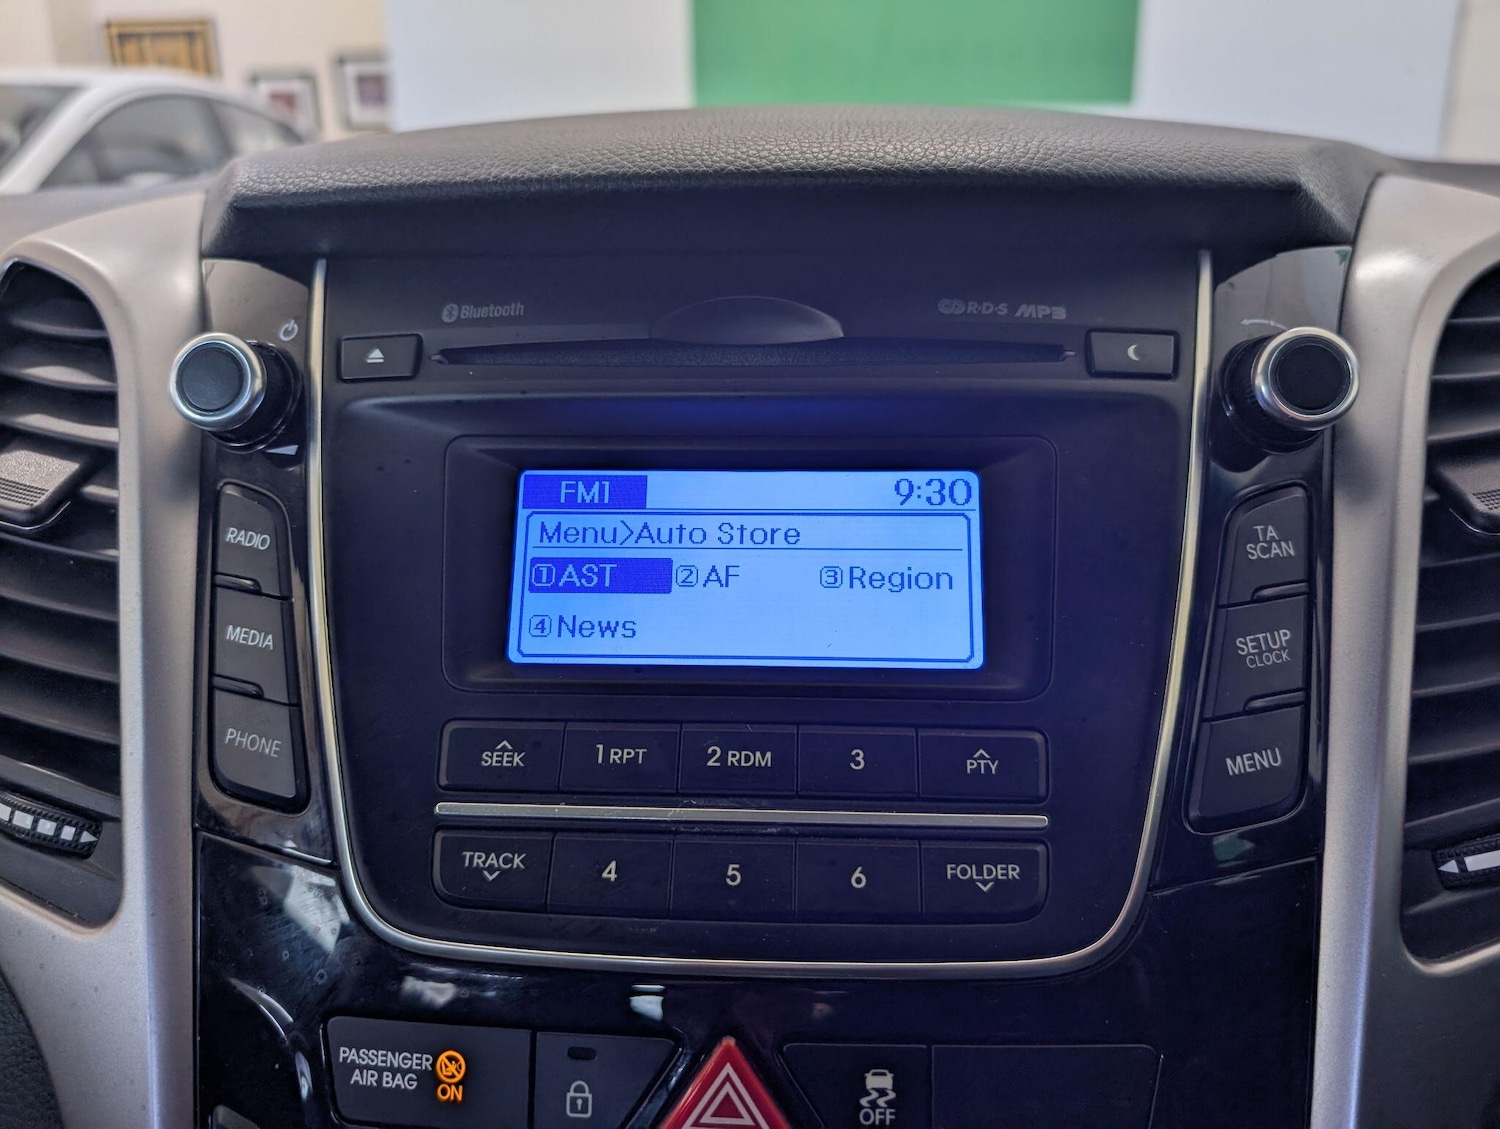 Bluetooth
R·D·S MP3
FM1 9:30
Menu>Auto Store
①AST ②AF ③Region
④News
RADIO
MEDIA
PHONE
TA
SCAN
SETUP
CLOCK
MENU
SEEK 1 RPT 2 RDM 3 PTY
TRACK 4 5 6 FOLDER
PASSENGER
AIR BAG
ON
OFF